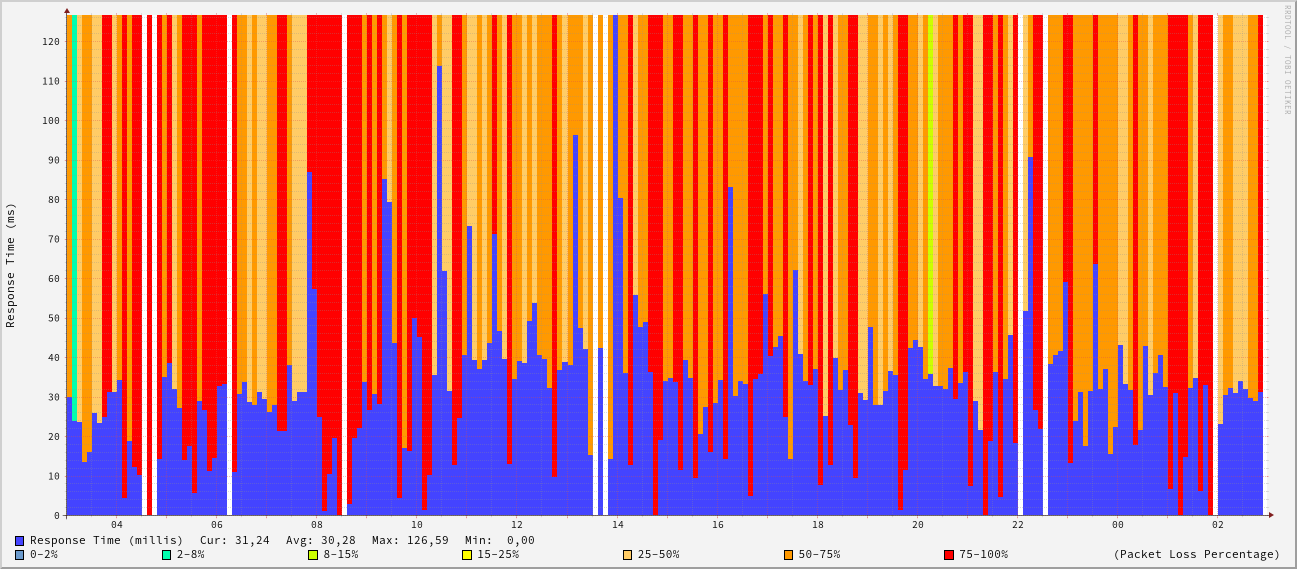 RRDTOOL / TOBI OETIKER
Response Time (ms)
120
110
100
90
80
70
60
50
40
30
20
10
0
04 06 08 10 12 14 16 18 20 22 00 02
Response Time (millis) Cur: 31,24 Avg: 30,28 Max: 126,59 Min: 0,00
0-2% 2-8% 8-15% 15-25% 25-50% 50-75% 75-100% (Packet Loss Percentage)